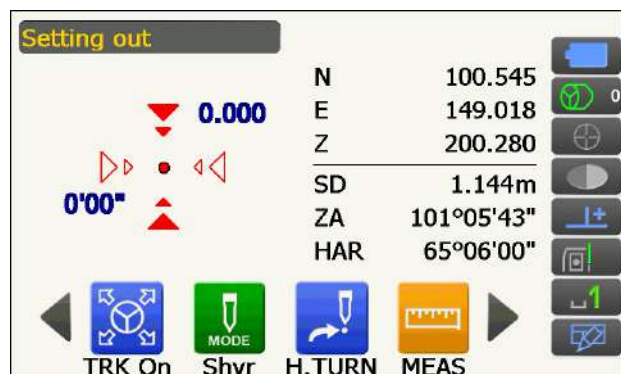 Setting out
0.000
0'00"
N 100.545
E 149.018
Z 200.280
SD 1.144m
ZA 101°05'43"
HAR 65°06'00"
0
1
MODE
TRK On Shvr H.TURN MEAS